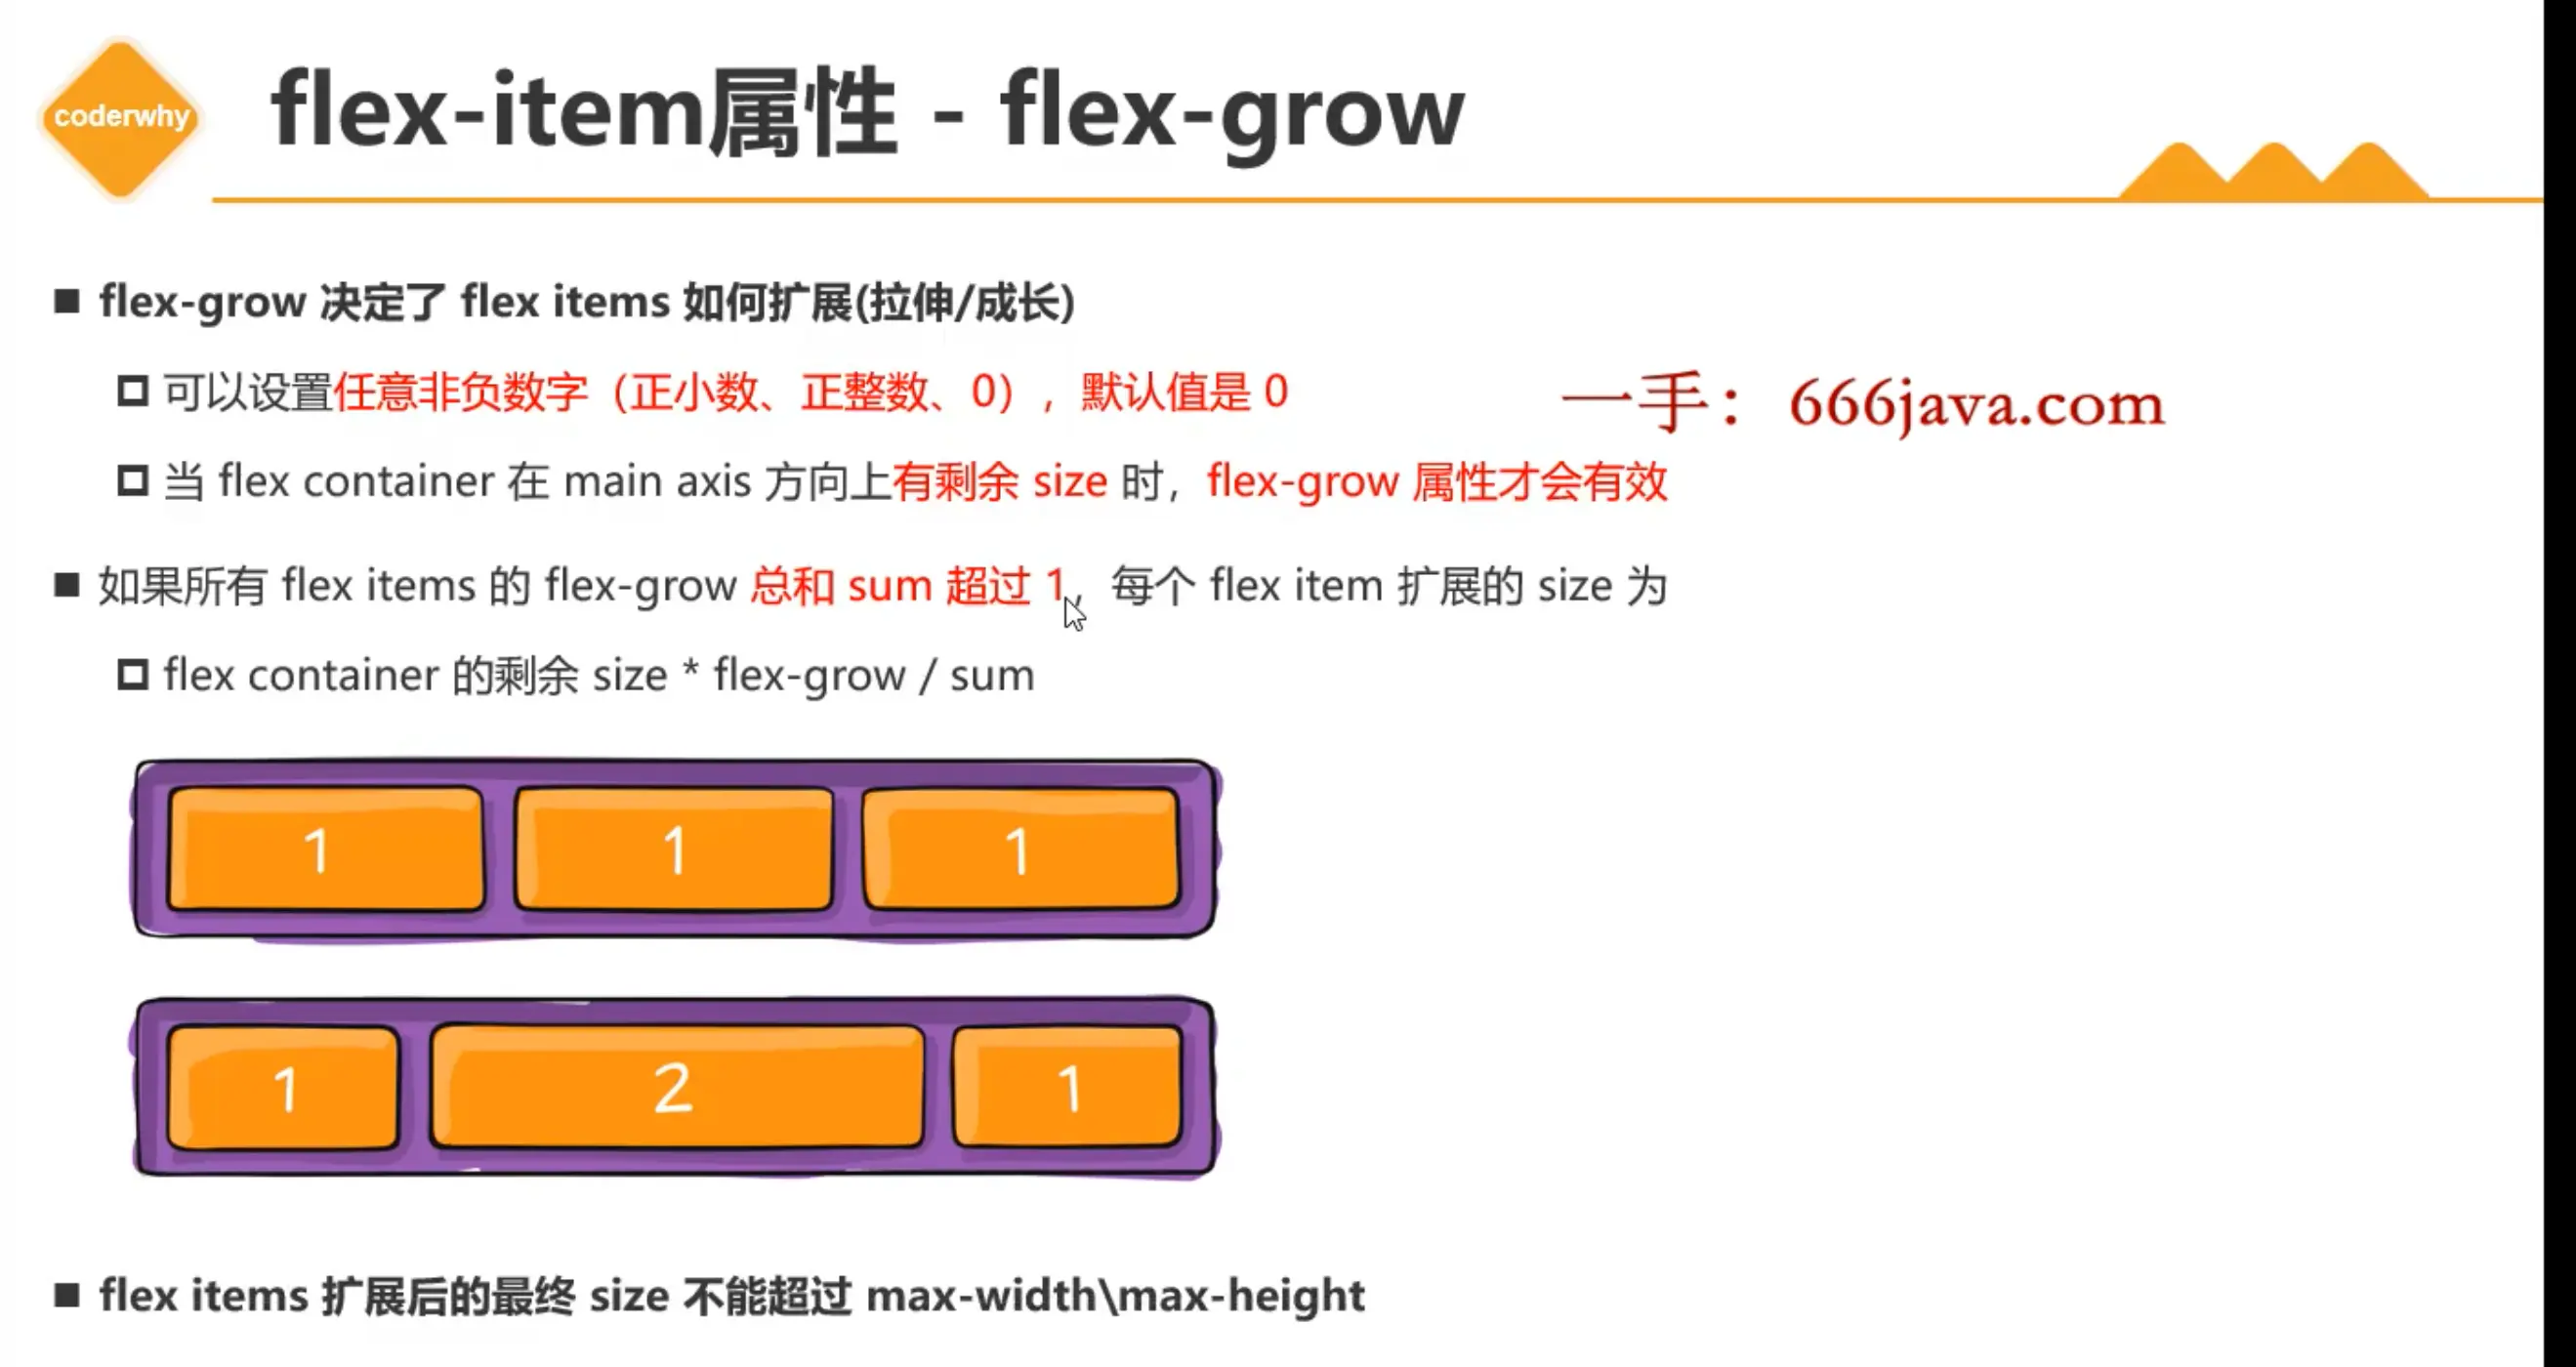 coderwhy
flex-item属性 - flex-grow
flex-grow 决定了 flex items 如何扩展(拉伸/成长)
可以设置任意非负数字（正小数、正整数、0），默认值是 0
一手：666java.com
当 flex container 在 main axis 方向上有剩余 size 时，flex-grow 属性才会有效
如果所有 flex items 的 flex-grow 总和 sum 超过 1，每个 flex item 扩展的 size 为
flex container 的剩余 size * flex-grow / sum
1 1 1
1 2 1
flex items 扩展后的最终 size 不能超过 max-width\max-height